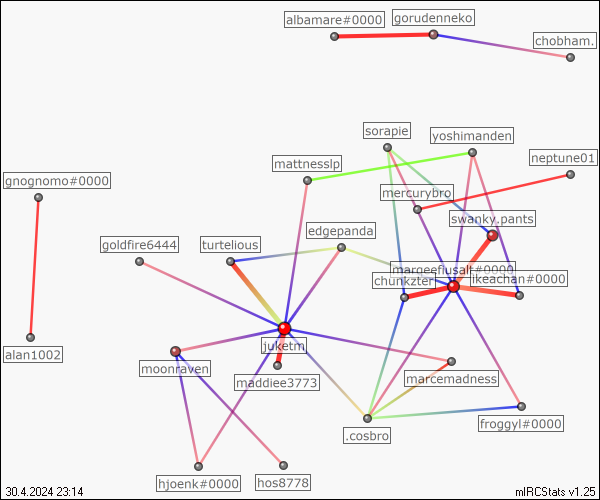 albamare#0000
gorudenneko
chobham.
sorapie
yoshimanden
mattnesslp
neptune01
gnognomo#0000
mercurybro
swanky.pants
edgepanda
goldfire6444
turtelious
margeefusalt#0000
chunkzter
ikeachan#0000
juketm
alan1002
moonraven
maddiee3773
marcemadness
.cosbro
froggyl#0000
hjoenk#0000
hos8778
30.4.2024 23:14
mIRCStats v1.25